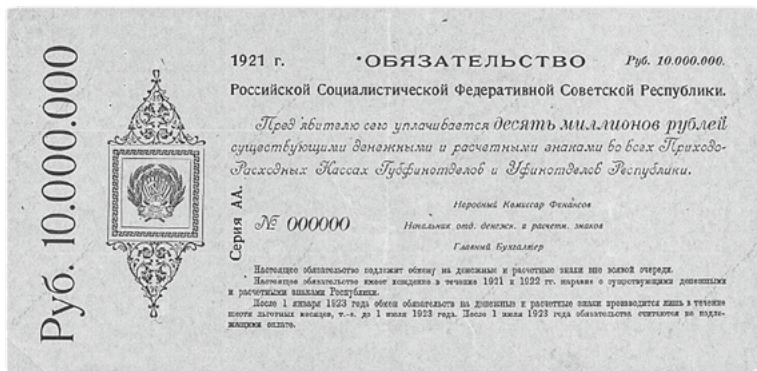 Руб. 10.000.000
1921 г. ОБЯЗАТЕЛЬСТВО Руб. 10.000.000.
Российской Социалистической Федеративной Советской Республики.
Пред'явителю сего уплачивается десять миллионов рублей
существующими денежными и расчетными знаками во всех Приходо-
Расходных Кассах Губфинотделов и Уфинотделов Республики.
Серия АА.
№ 000000
Народный Комиссар Финансов
Начальник отд. денежн. и расчетн. знаков
Главный Бухгалтер
Настоящее обязательство подлежит обмену на денежные и расчетные знаки вне всякой очереди.
Настоящее обязательство имеет хождение в течение 1921 и 1922 гг. наравне с существующими денежными
и расчетными знаками Республики.
После 1 января 1923 года обмен обязательств на денежные и расчетные знаки производится лишь в течение
шести льготных месяцев, т.-е. до 1 июля 1923 года. После 1 июля 1923 года обязательства считаются не подле-
жащими оплате.